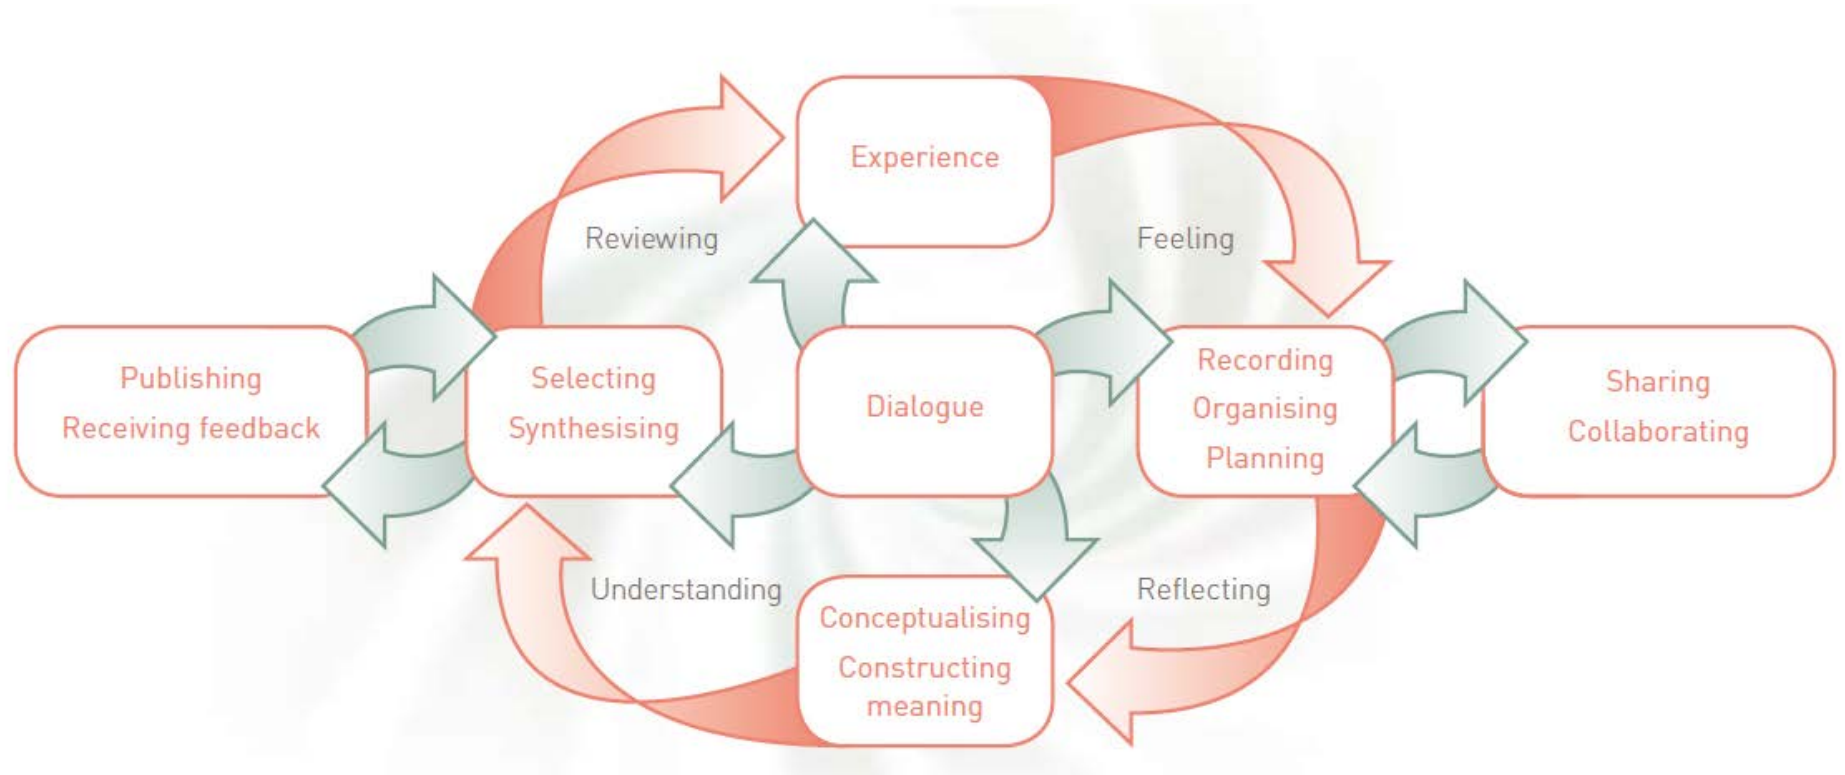 Experience
Reviewing
Feeling
Publishing
Receiving feedback
Selecting
Synthesising
Dialogue
Recording
Organising
Planning
Sharing
Collaborating
Understanding
Reflecting
Conceptualising
Constructing
meaning